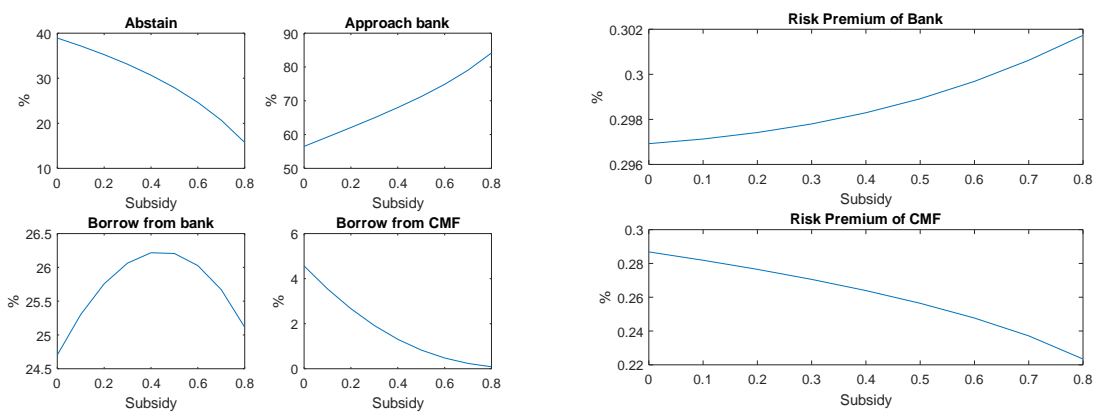 Abstain
40
30
20
10
%
0 0.2 0.4 0.6 0.8
Subsidy
Approach bank
90
80
70
60
50
%
0 0.2 0.4 0.6 0.8
Subsidy
Borrow from bank
26.5
26
25.5
25
24.5
%
0 0.2 0.4 0.6 0.8
Subsidy
Borrow from CMF
6
4
2
0
%
0 0.2 0.4 0.6 0.8
Subsidy
Risk Premium of Bank
0.302
0.3
0.298
0.296
%
0 0.1 0.2 0.3 0.4 0.5 0.6 0.7 0.8
Subsidy
Risk Premium of CMF
0.3
0.28
0.26
0.24
0.22
%
0 0.1 0.2 0.3 0.4 0.5 0.6 0.7 0.8
Subsidy